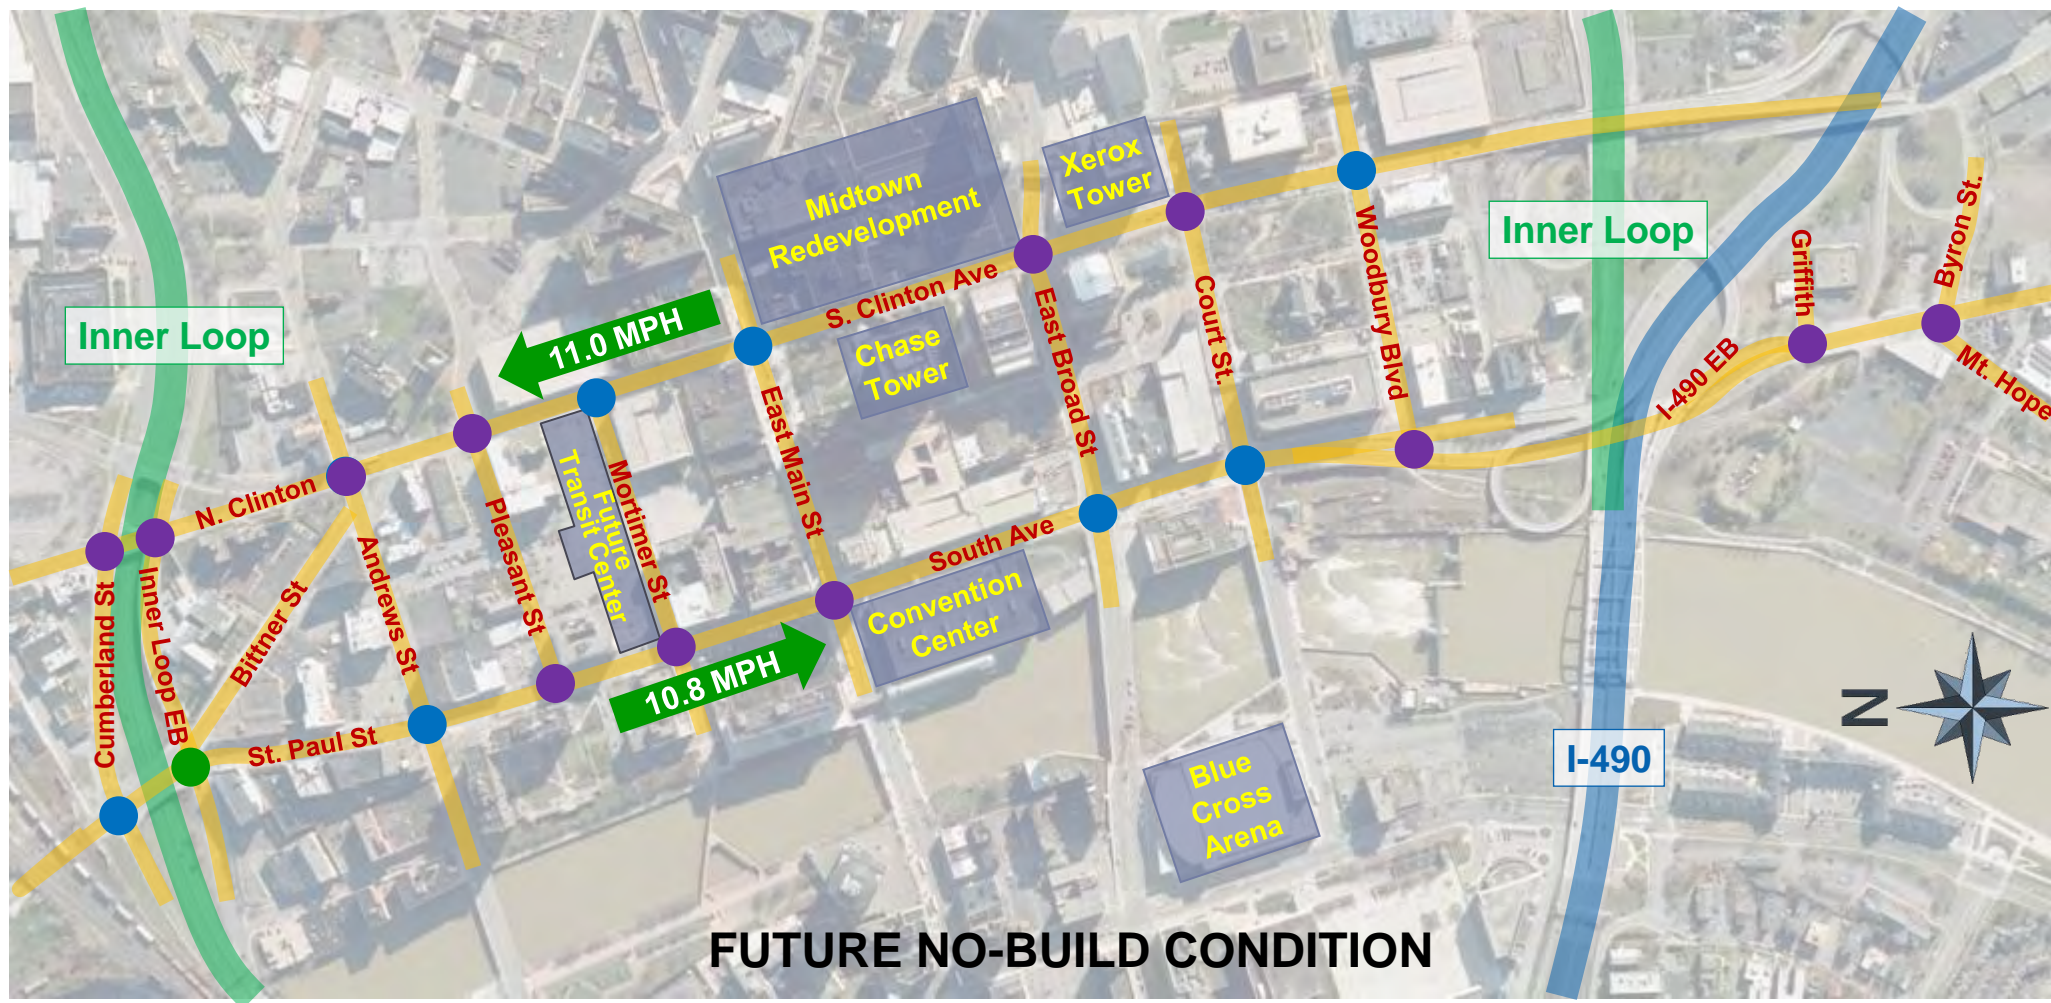 Xerox
Tower
Midtown
Redevelopment
Inner Loop
Woodbury Blvd
Griffith
Byron St.
S. Clinton Ave
East Broad St
Court St.
11.0 MPH
Inner Loop
Chase
Tower
I-490 EB
Mt. Hope
East Main St
Future
Transit Center
Mortimer St
N. Clinton
Pleasant St
South Ave
Andrews St
Bittner St
Cumberland St
Inner Loop EB
Convention
Center
10.8 MPH
St. Paul St
N
I-490
Blue
Cross
Arena
FUTURE NO-BUILD CONDITION